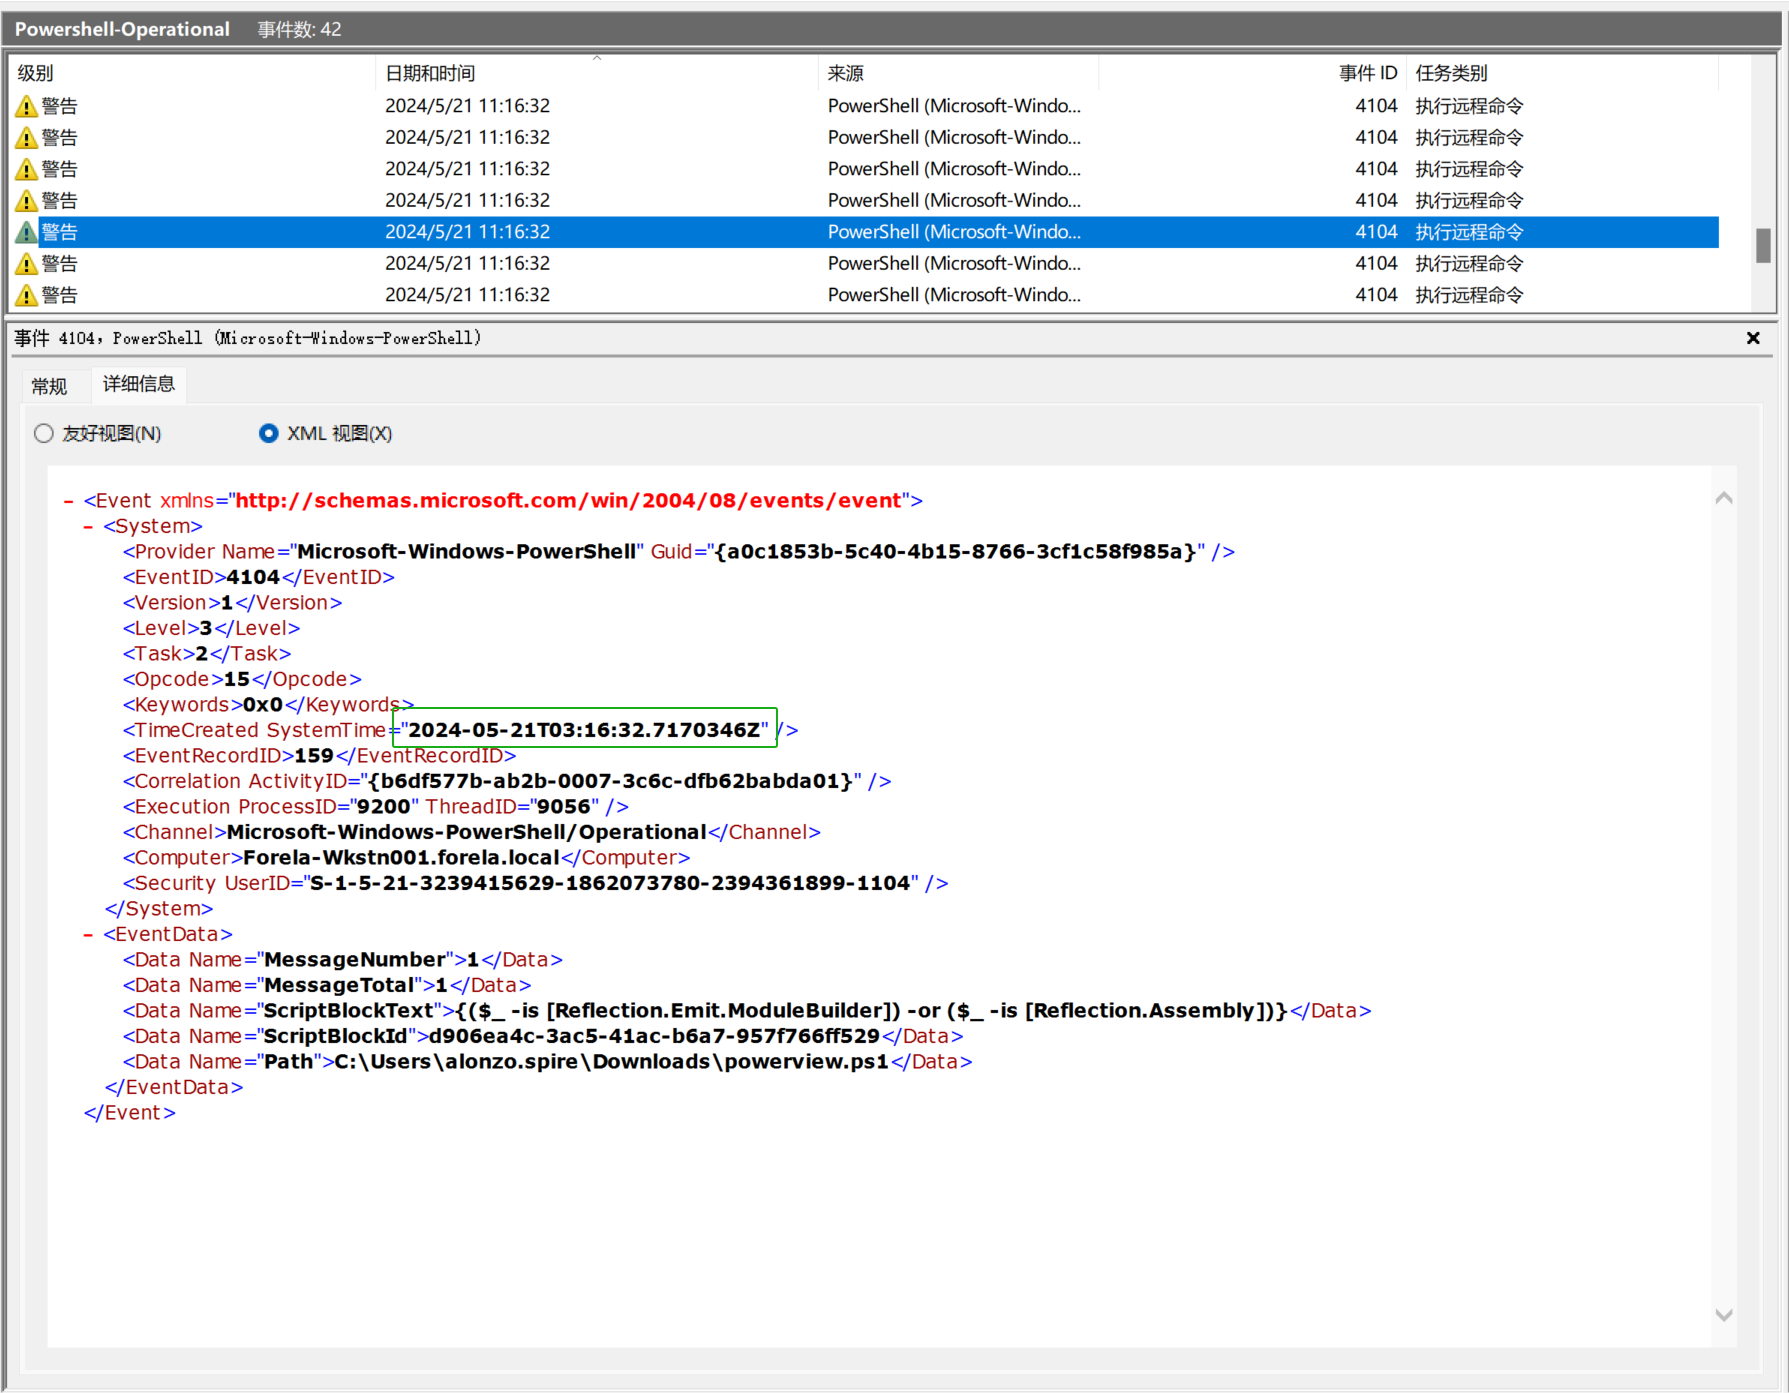 Powershell-Operational 事件数: 42
级别 日期和时间 来源 事件 ID 任务类别
警告 2024/5/21 11:16:32 PowerShell (Microsoft-Windo... 4104 执行远程命令
警告 2024/5/21 11:16:32 PowerShell (Microsoft-Windo... 4104 执行远程命令
警告 2024/5/21 11:16:32 PowerShell (Microsoft-Windo... 4104 执行远程命令
警告 2024/5/21 11:16:32 PowerShell (Microsoft-Windo... 4104 执行远程命令
警告 2024/5/21 11:16:32 PowerShell (Microsoft-Windo... 4104 执行远程命令
警告 2024/5/21 11:16:32 PowerShell (Microsoft-Windo... 4104 执行远程命令
警告 2024/5/21 11:16:32 PowerShell (Microsoft-Windo... 4104 执行远程命令
事件 4104，PowerShell (Microsoft-Windows-PowerShell)
常规 详细信息
友好视图(N) XML 视图(X)
- <Event xmlns="http://schemas.microsoft.com/win/2004/08/events/event">
- <System>
<Provider Name="Microsoft-Windows-PowerShell" Guid="{a0c1853b-5c40-4b15-8766-3cf1c58f985a}" />
<EventID>4104</EventID>
<Version>1</Version>
<Level>3</Level>
<Task>2</Task>
<Opcode>15</Opcode>
<Keywords>0x0</Keywords>
<TimeCreated SystemTime="2024-05-21T03:16:32.7170346Z" />
<EventRecordID>159</EventRecordID>
<Correlation ActivityID="{b6df577b-ab2b-0007-3c6c-dfb62babda01}" />
<Execution ProcessID="9200" ThreadID="9056" />
<Channel>Microsoft-Windows-PowerShell/Operational</Channel>
<Computer>Forela-Wkstn001.forela.local</Computer>
<Security UserID="S-1-5-21-3239415629-1862073780-2394361899-1104" />
</System>
- <EventData>
<Data Name="MessageNumber">1</Data>
<Data Name="MessageTotal">1</Data>
<Data Name="ScriptBlockText">{($_ -is [Reflection.Emit.ModuleBuilder]) -or ($_ -is [Reflection.Assembly])}</Data>
<Data Name="ScriptBlockId">d906ea4c-3ac5-41ac-b6a7-957f766ff529</Data>
<Data Name="Path">C:\Users\alonzo.spire\Downloads\powerview.ps1</Data>
</EventData>
</Event>